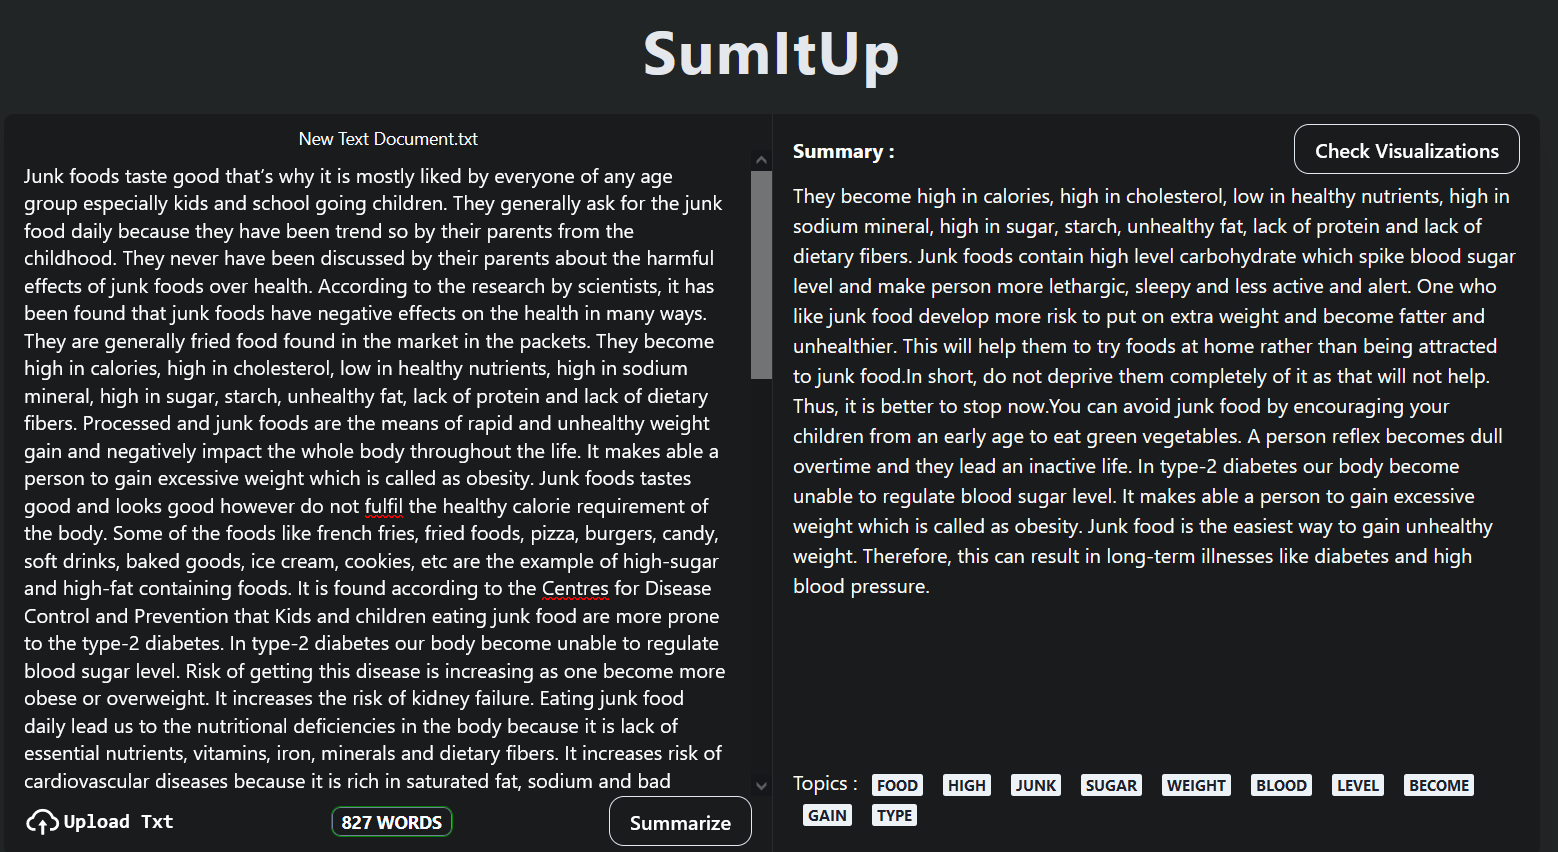 SumItUp
New Text Document.txt
Junk foods taste good that’s why it is mostly liked by everyone of any age
group especially kids and school going children. They generally ask for the junk
food daily because they have been trend so by their parents from the
childhood. They never have been discussed by their parents about the harmful
effects of junk foods over health. According to the research by scientists, it has
been found that junk foods have negative effects on the health in many ways.
They are generally fried food found in the market in the packets. They become
high in calories, high in cholesterol, low in healthy nutrients, high in sodium
mineral, high in sugar, starch, unhealthy fat, lack of protein and lack of dietary
fibers. Processed and junk foods are the means of rapid and unhealthy weight
gain and negatively impact the whole body throughout the life. It makes able a
person to gain excessive weight which is called as obesity. Junk foods tastes
good and looks good however do not fulfil the healthy calorie requirement of
the body. Some of the foods like french fries, fried foods, pizza, burgers, candy,
soft drinks, baked goods, ice cream, cookies, etc are the example of high-sugar
and high-fat containing foods. It is found according to the Centres for Disease
Control and Prevention that Kids and children eating junk food are more prone
to the type-2 diabetes. In type-2 diabetes our body become unable to regulate
blood sugar level. Risk of getting this disease is increasing as one become more
obese or overweight. It increases the risk of kidney failure. Eating junk food
daily lead us to the nutritional deficiencies in the body because it is lack of
essential nutrients, vitamins, iron, minerals and dietary fibers. It increases risk of
cardiovascular diseases because it is rich in saturated fat, sodium and bad
Upload Txt
827 WORDS
Summarize
Summary :
Check Visualizations
They become high in calories, high in cholesterol, low in healthy nutrients, high in
sodium mineral, high in sugar, starch, unhealthy fat, lack of protein and lack of
dietary fibers. Junk foods contain high level carbohydrate which spike blood sugar
level and make person more lethargic, sleepy and less active and alert. One who
like junk food develop more risk to put on extra weight and become fatter and
unhealthier. This will help them to try foods at home rather than being attracted
to junk food.In short, do not deprive them completely of it as that will not help.
Thus, it is better to stop now.You can avoid junk food by encouraging your
children from an early age to eat green vegetables. A person reflex becomes dull
overtime and they lead an inactive life. In type-2 diabetes our body become
unable to regulate blood sugar level. It makes able a person to gain excessive
weight which is called as obesity. Junk food is the easiest way to gain unhealthy
weight. Therefore, this can result in long-term illnesses like diabetes and high
blood pressure.
Topics : FOOD HIGH JUNK SUGAR WEIGHT BLOOD LEVEL BECOME
GAIN TYPE